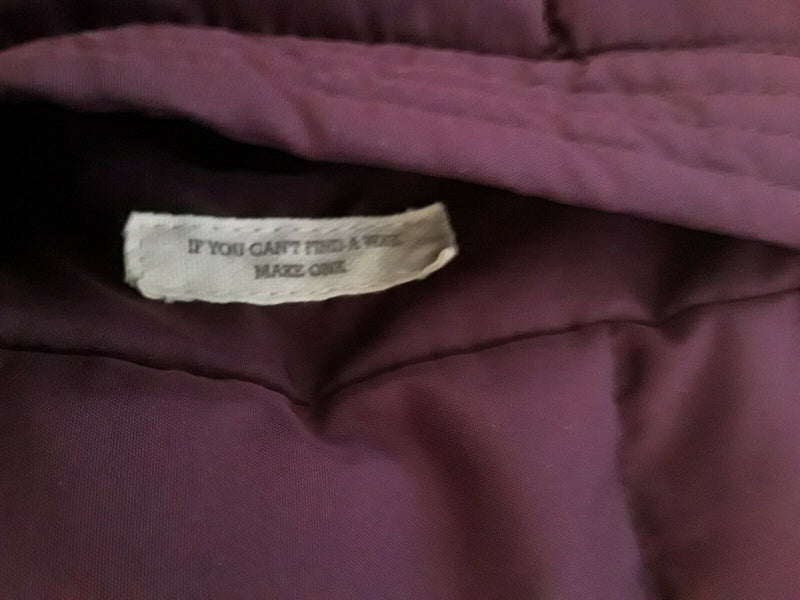 IF YOU CAN'T FIND A WAY,
MAKE ONE